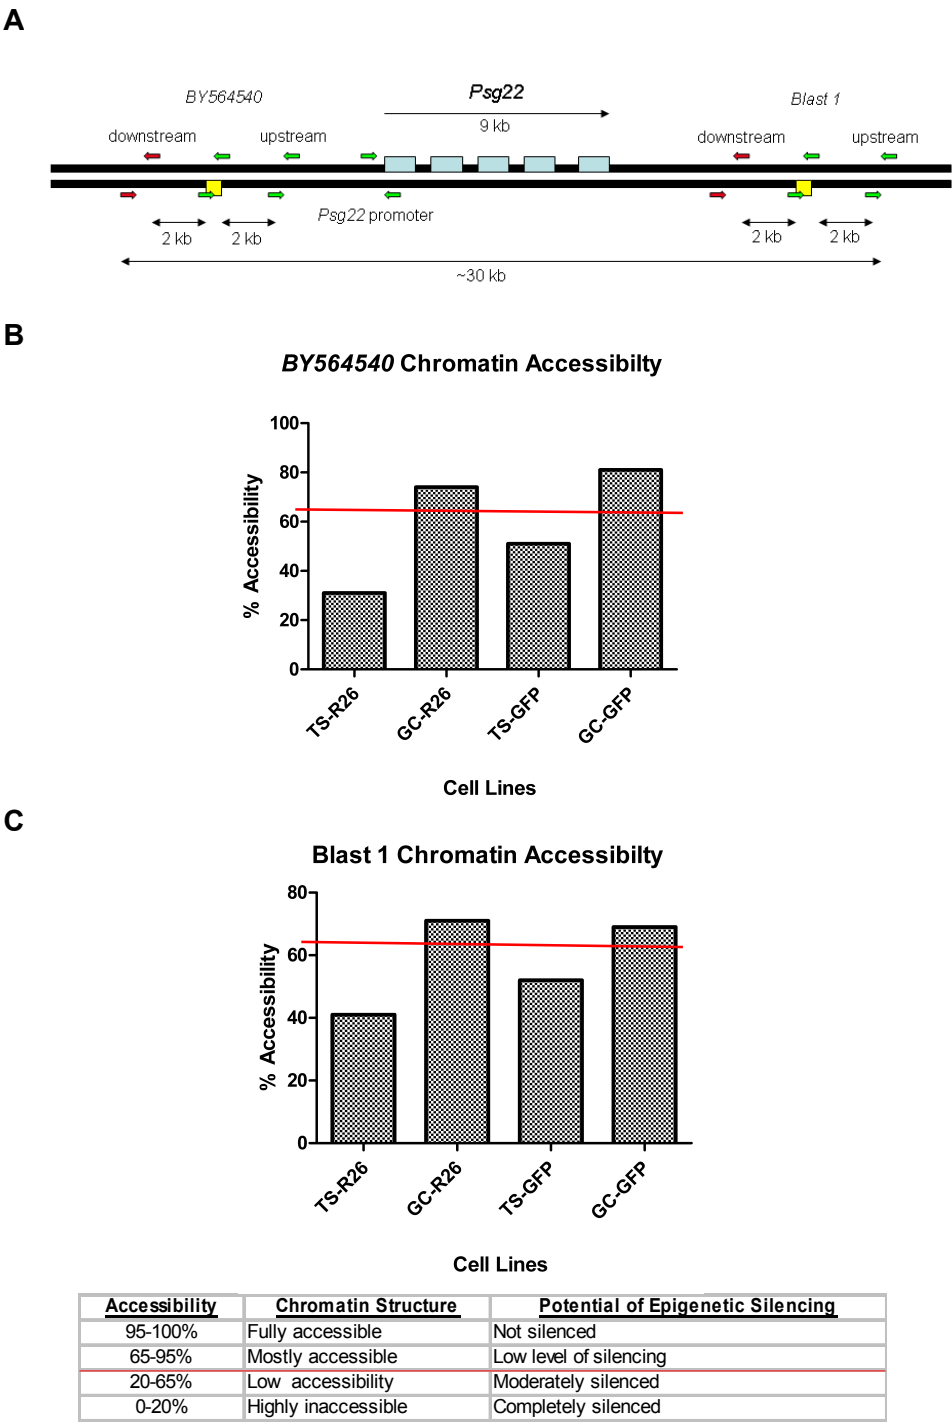 A
BY564540
Psg22
Blast 1
9 kb
downstream
upstream
downstream
upstream
Psg22 promoter
2 kb
2 kb
2 kb
2 kb
~30 kb
B
BY564540 Chromatin Accessibilty
100
80
60
40
20
0
% Accessibility
TS-R26
GC-R26
TS-GFP
GC-GFP
Cell Lines
C
Blast 1 Chromatin Accessibilty
80
60
40
20
0
% Accessibility
TS-R26
GC-R26
TS-GFP
GC-GFP
Cell Lines
Accessibility Chromatin Structure Potential of Epigenetic Silencing
95-100% Fully accessible Not silenced
65-95% Mostly accessible Low level of silencing
20-65% Low accessibility Moderately silenced
0-20% Highly inaccessible Completely silenced